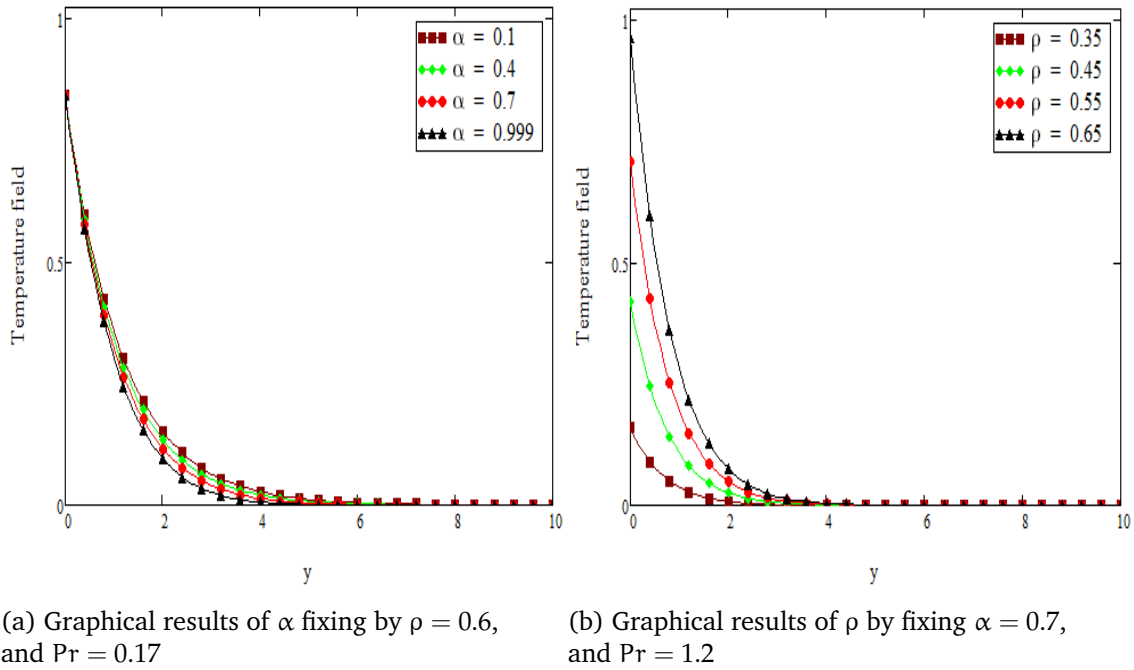 1
α = 0.1
α = 0.4
α = 0.7
α = 0.999
Temperature field
0.5
0
0
2
4
6
8
10
y
1
ρ = 0.35
ρ = 0.45
ρ = 0.55
ρ = 0.65
Temperature field
0.5
0
0
2
4
6
8
10
y
(a) Graphical results of α fixing by ρ = 0.6,
and Pr = 0.17
(b) Graphical results of ρ by fixing α = 0.7,
and Pr = 1.2